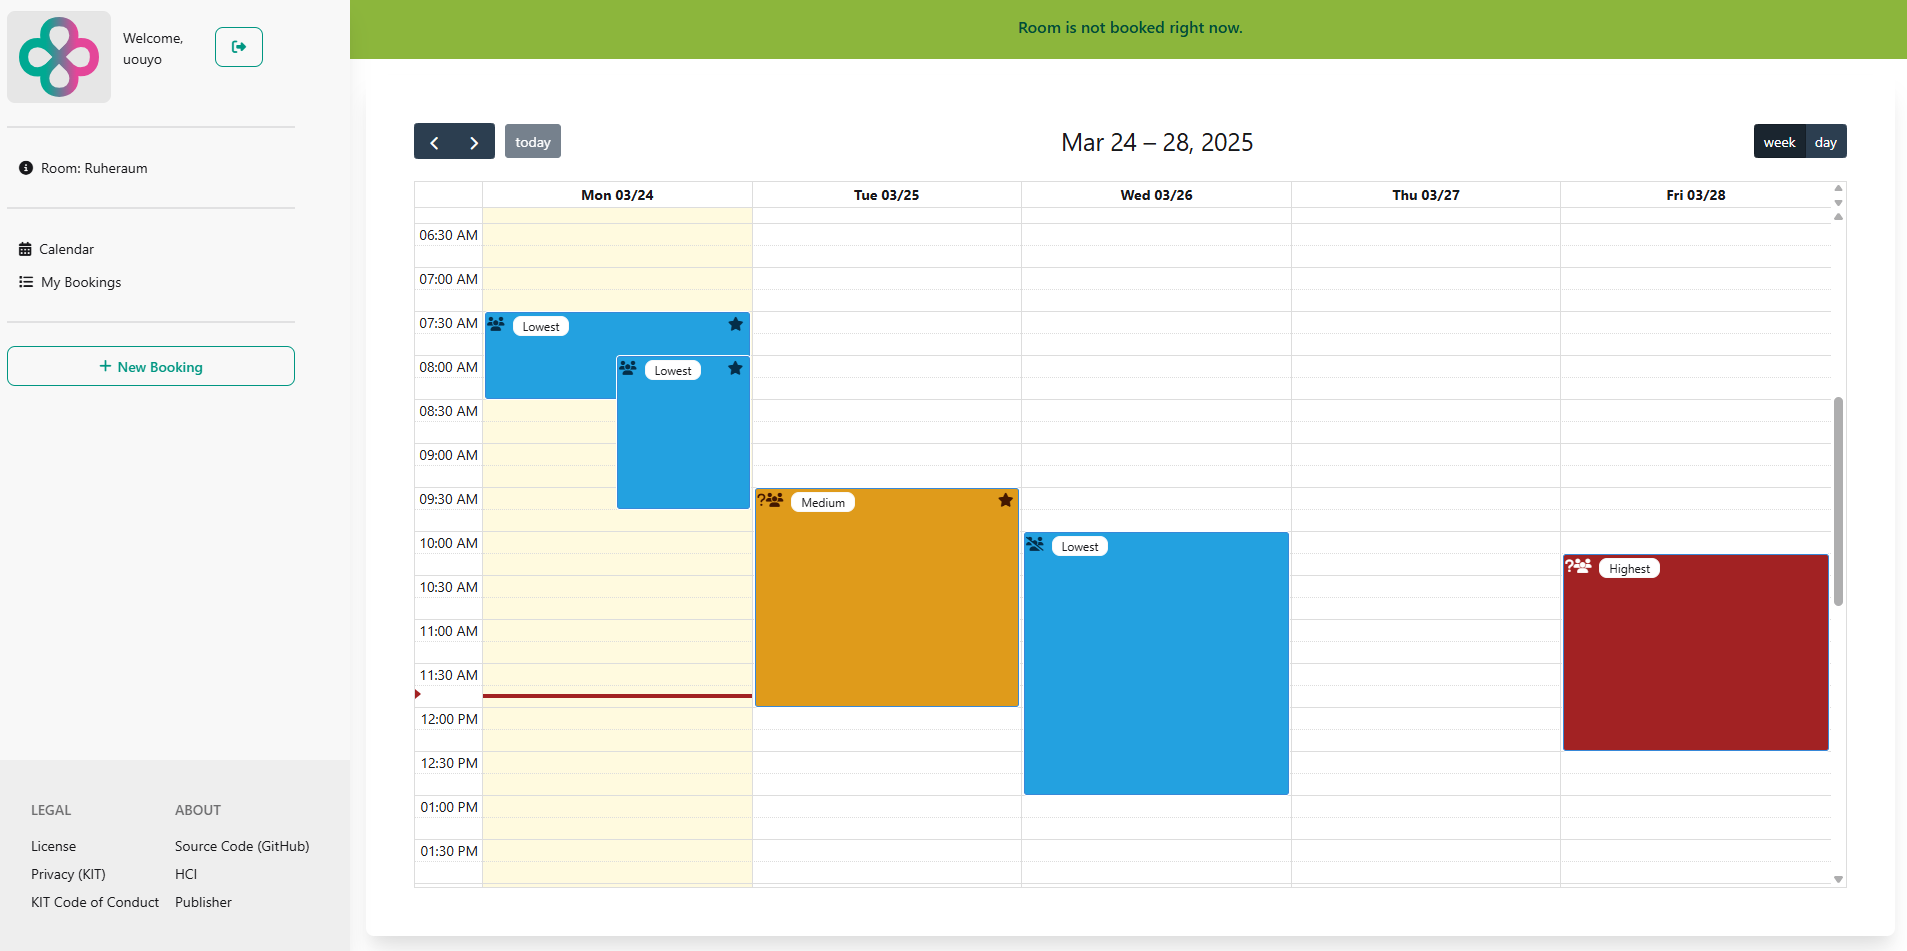 Welcome,
uouyo
Room: Ruheraum
Calendar
My Bookings
+ New Booking
LEGAL
License
Privacy (KIT)
KIT Code of Conduct
ABOUT
Source Code (GitHub)
HCI
Publisher
Room is not booked right now.
today
Mar 24 – 28, 2025
week day
Mon 03/24 Tue 03/25 Wed 03/26 Thu 03/27 Fri 03/28
06:30 AM
07:00 AM
07:30 AM Lowest
08:00 AM Lowest
08:30 AM
09:00 AM
09:30 AM ? Medium
10:00 AM Lowest
? Highest
10:30 AM
11:00 AM
11:30 AM
12:00 PM
12:30 PM
01:00 PM
01:30 PM